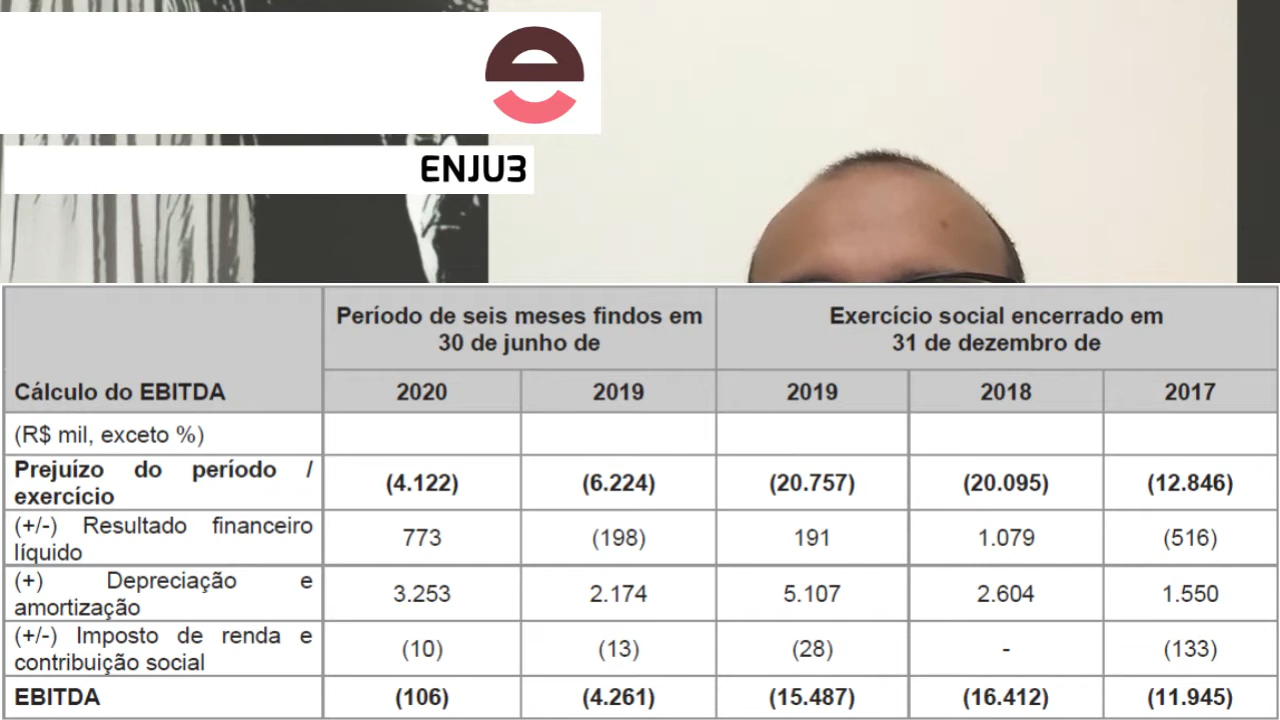 ENJU3
Período de seis meses findos em
30 de junho de
Exercício social encerrado em
31 de dezembro de
Cálculo do EBITDA 2020 2019 2019 2018 2017
(R$ mil, exceto %)
Prejuízo do período /
exercício (4.122) (6.224) (20.757) (20.095) (12.846)
(+/-) Resultado financeiro
líquido 773 (198) 191 1.079 (516)
(+) Depreciação e
amortização 3.253 2.174 5.107 2.604 1.550
(+/-) Imposto de renda e
contribuição social (10) (13) (28) - (133)
EBITDA (106) (4.261) (15.487) (16.412) (11.945)